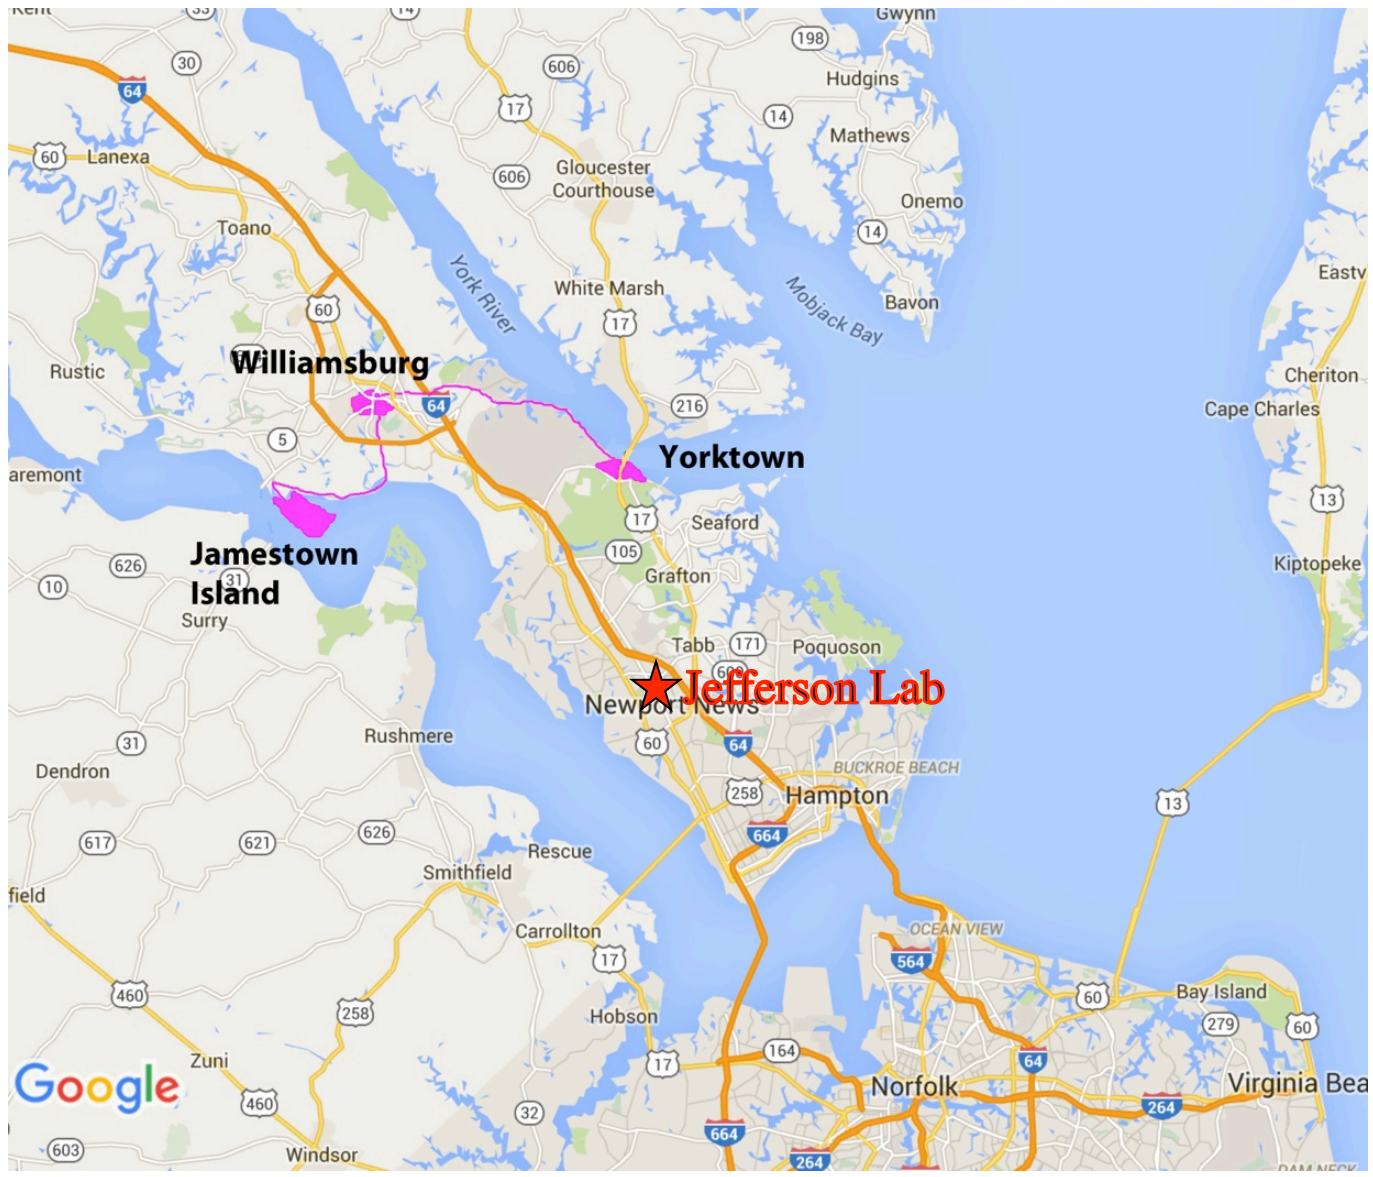 Kent
33
14
Gwynn
30
606
198
64
17
Hudgins
14
Mathews
60
Lanexa
606
Gloucester
Courthouse
Onemo
Toano
14
York River
White Marsh
Mobjack Bay
Bavon
Eastv
60
17
Williamsburg
Rustic
Cheriton
64
216
Cape Charles
5
Yorktown
aremont
13
17
Seaford
Jamestown
Island
626
105
Kiptopeke
10
31
Grafton
Surry
Tabb
171
Poquoson
Jefferson Lab
Newport News
Rushmere
31
60
64
Dendron
BUCKROE BEACH
258
Hampton
13
664
617
621
626
Rescue
Smithfield
field
Carrollton
OCEAN VIEW
17
564
460
60
Bay Island
258
Hobson
279
60
Zuni
17
164
64
Google
Norfolk
Virginia Bea
460
32
264
664
603
Windsor
264
DAM NECK